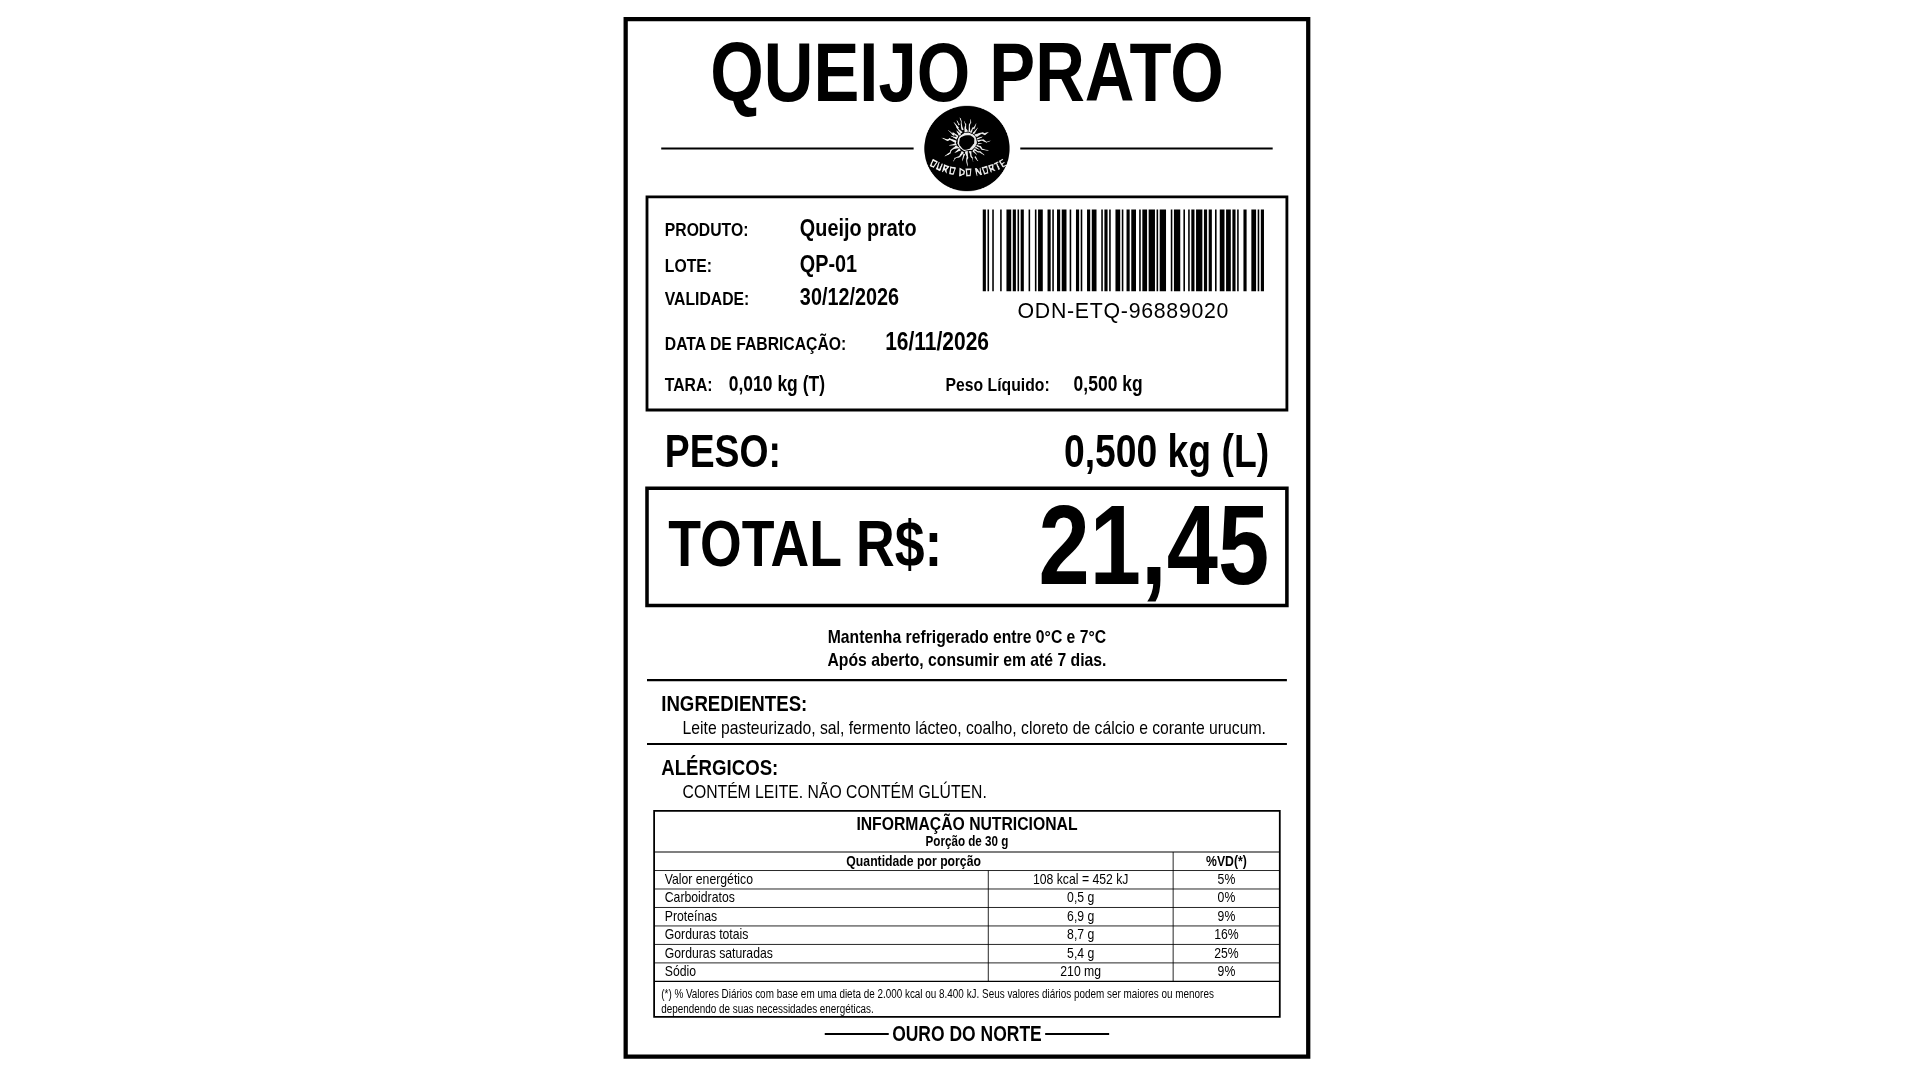 QUEIJO PRATO
OURO DO NORTE
PRODUTO: Queijo prato
LOTE: QP-01
VALIDADE: 30/12/2026
ODN-ETQ-96889020
DATA DE FABRICAÇÃO: 16/11/2026
TARA: 0,010 kg (T) Peso Líquido: 0,500 kg
PESO: 0,500 kg (L)
TOTAL R$: 21,45
Mantenha refrigerado entre 0°C e 7°C
Após aberto, consumir em até 7 dias.
INGREDIENTES:
Leite pasteurizado, sal, fermento lácteo, coalho, cloreto de cálcio e corante urucum.
ALÉRGICOS:
CONTÉM LEITE. NÃO CONTÉM GLÚTEN.
INFORMAÇÃO NUTRICIONAL
Porção de 30 g
Quantidade por porção %VD(*)
Valor energético 108 kcal = 452 kJ 5%
Carboidratos 0,5 g 0%
Proteínas 6,9 g 9%
Gorduras totais 8,7 g 16%
Gorduras saturadas 5,4 g 25%
Sódio 210 mg 9%
(*) % Valores Diários com base em uma dieta de 2.000 kcal ou 8.400 kJ. Seus valores diários podem ser maiores ou menores
dependendo de suas necessidades energéticas.
OURO DO NORTE